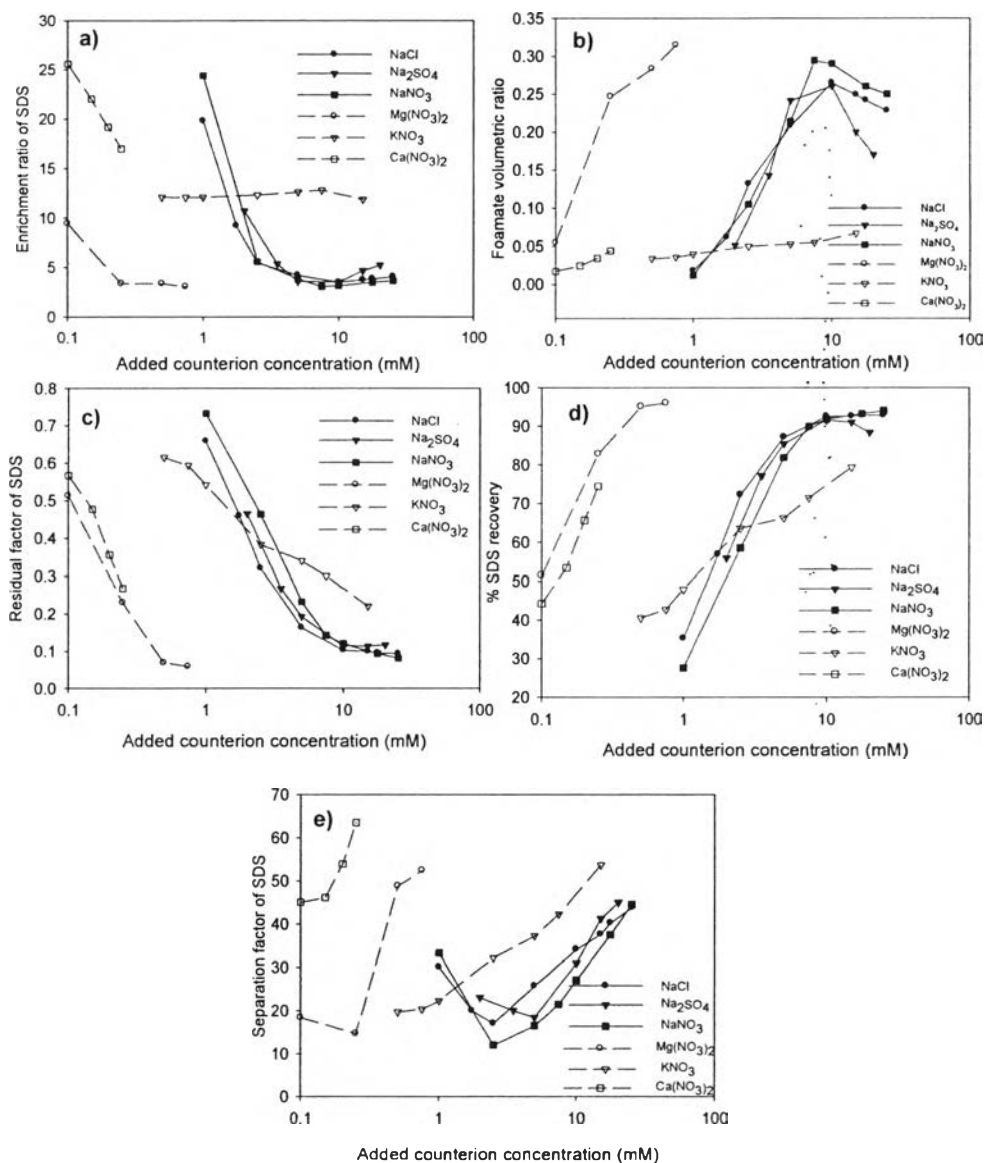 a)
Enrichment ratio of SDS
30
25
20
15
10
5
0
0.1
1
10
100
Added counterion concentration (mM)
NaCl
Na2SO4
NaNO3
Mg(NO3)2
KNO3
Ca(NO3)2
b)
Foamate volumetric ratio
0.40
0.35
0.30
0.25
0.20
0.15
0.10
0.05
0.00
0.1
1
10
100
Added counterion concentration (mM)
NaCl
Na2SO4
NaNO3
Mg(NO3)2
KNO3
Ca(NO3)2
c)
Residual factor of SDS
0.8
0.7
0.6
0.5
0.4
0.3
0.2
0.1
0.0
0.1
1
10
100
Added counterion concentration (mM)
NaCl
Na2SO4
NaNO3
Mg(NO3)2
KNO3
Ca(NO3)2
d)
% SDS recovery
100
90
80
70
60
50
40
30
20
0.1
1
10
100
Added counterion concentration (mM)
NaCl
Na2SO4
NaNO3
Mg(NO3)2
KNO3
Ca(NO3)2
e)
Separation factor of SDS
70
60
50
40
30
20
10
0
0.1
1
10
100
Added counterion concentration (mM)
NaCl
Na2SO4
NaNO3
Mg(NO3)2
KNO3
Ca(NO3)2